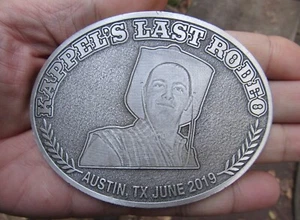 KAPPEL'S LAST RODEO
AUSTIN, TX JUNE 2019